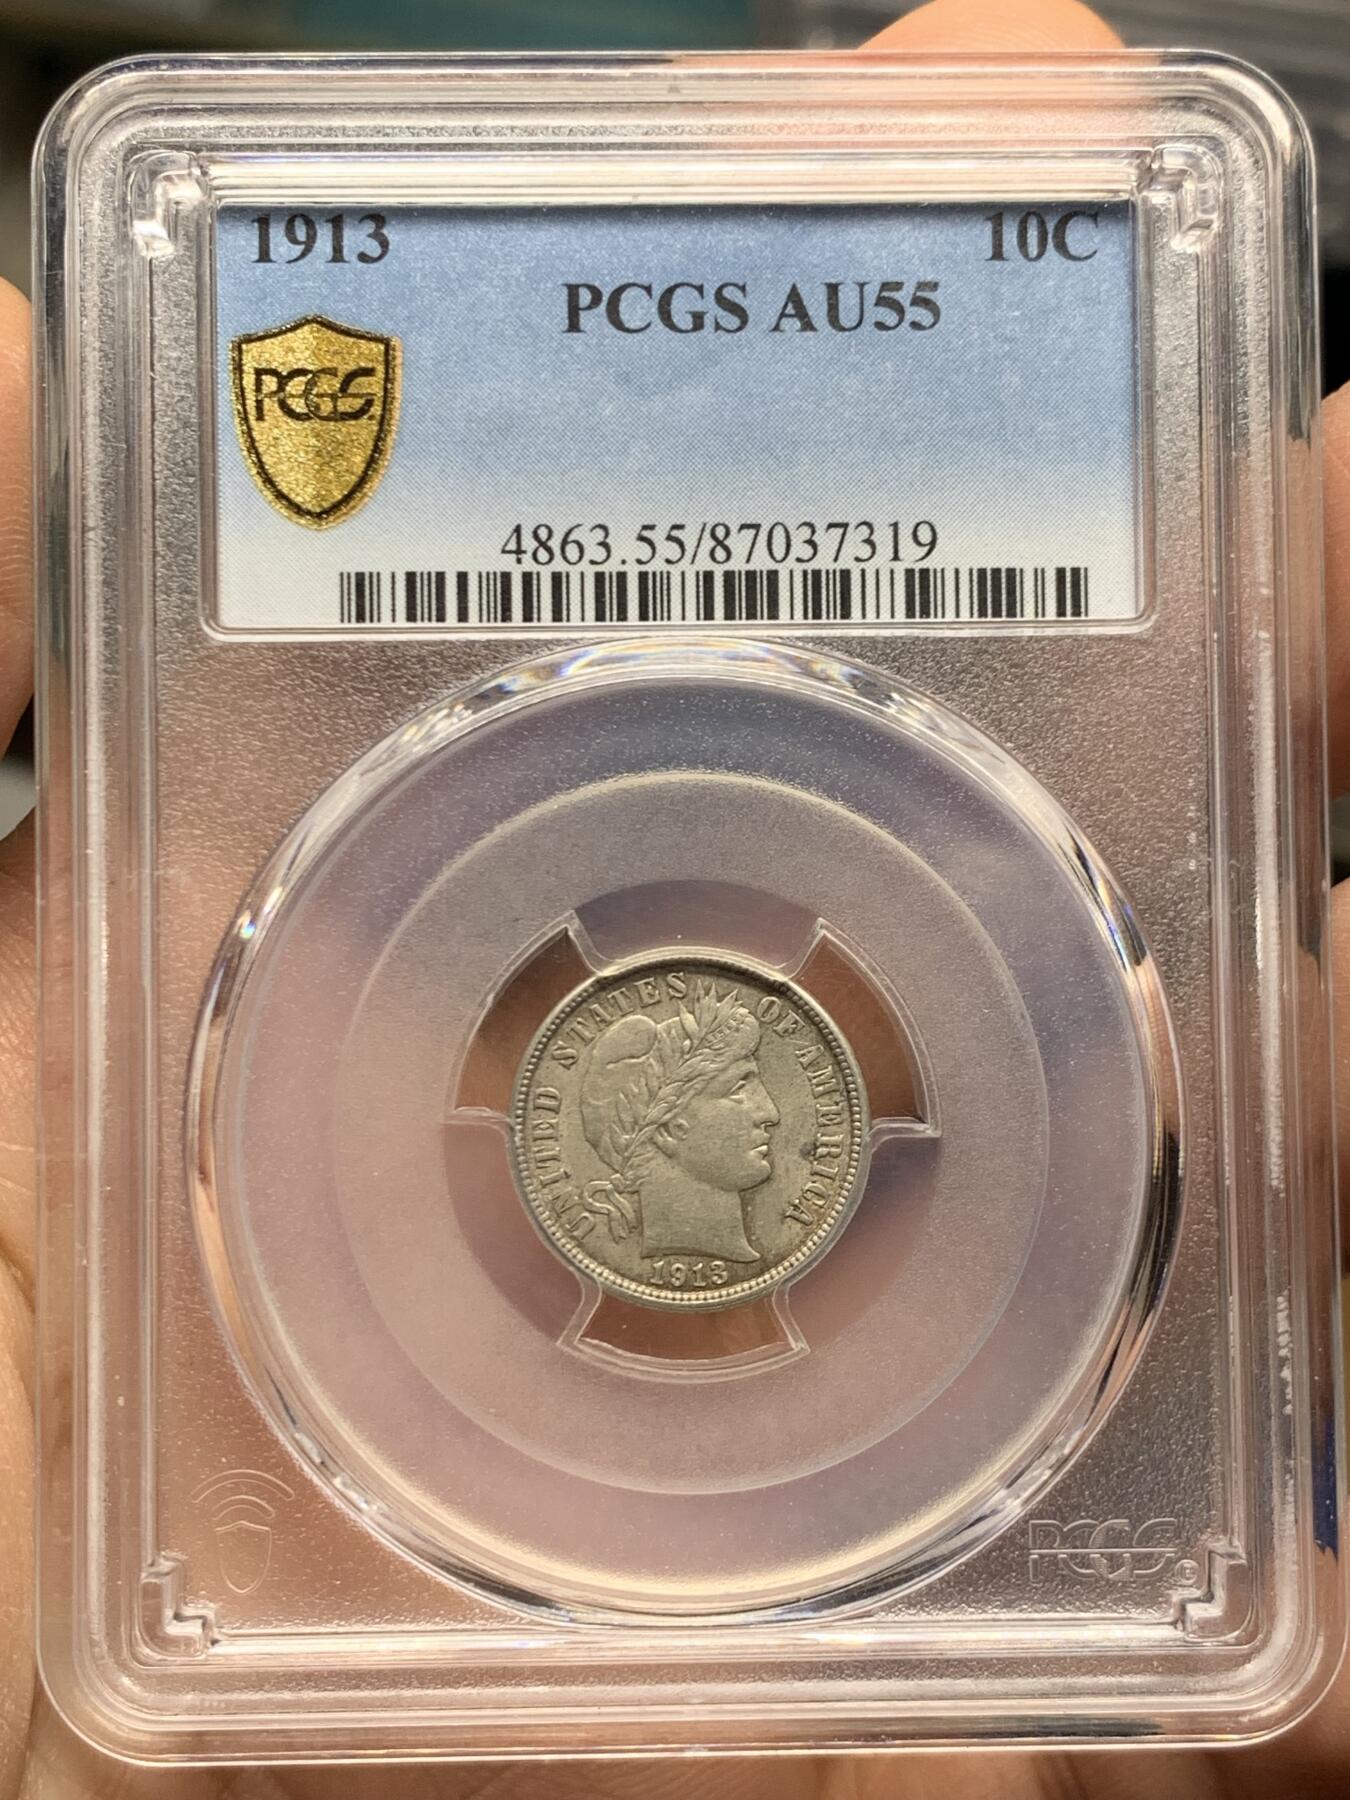 1913 10C
PCGS AU55
PCGS
4863.55/87037319
UNITED STATES OF AMERICA
1913
PCGS